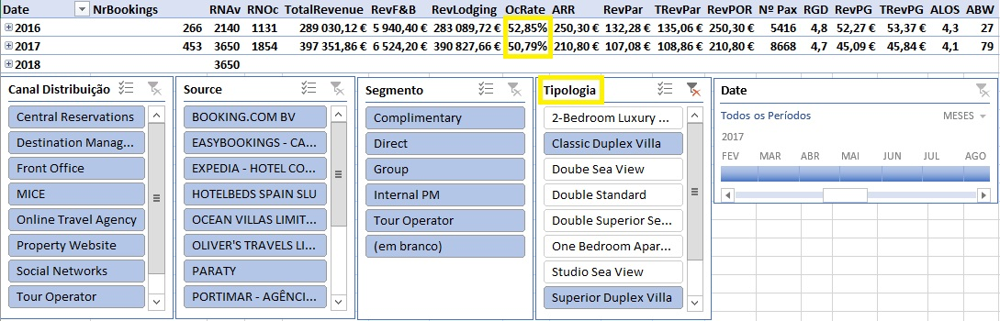 Date NrBookings RNAv RNOc TotalRevenue RevF&B RevLodging OcRate ARR RevPar TRevPar RevPOR Nº Pax RGD RevPG TRevPG ALOS ABW
2016 266 2140 1131 289 030,12 € 5 940,40 € 283 089,72 € 52,85% 250,30 € 132,28 € 135,06 € 250,30 € 5416 4,8 52,27 € 53,37 € 4,3 27
2017 453 3650 1854 397 351,86 € 6 524,20 € 390 827,66 € 50,79% 210,80 € 107,08 € 108,86 € 210,80 € 8668 4,7 45,09 € 45,84 € 4,1 79
2018 3650
Canal Distribuição
Central Reservations
Destination Manag...
Front Office
MICE
Online Travel Agency
Property Website
Social Networks
Tour Operator
Source
BOOKING.COM BV
EASYBOOKINGS - CA...
EXPEDIA - HOTEL CO...
HOTELBEDS SPAIN SLU
OCEAN VILLAS LIMIT...
OLIVER'S TRAVELS LI...
PARATY
PORTIMAR - AGÊNCI...
Segmento
Complimentary
Direct
Group
Internal PM
Tour Operator
(em branco)
Tipologia
2-Bedroom Luxury ...
Classic Duplex Villa
Doube Sea View
Double Standard
Double Superior Se...
One Bedroom Apar...
Studio Sea View
Superior Duplex Villa
Date
Todos os Períodos MESES
2017
FEV MAR ABR MAI JUN JUL AGO